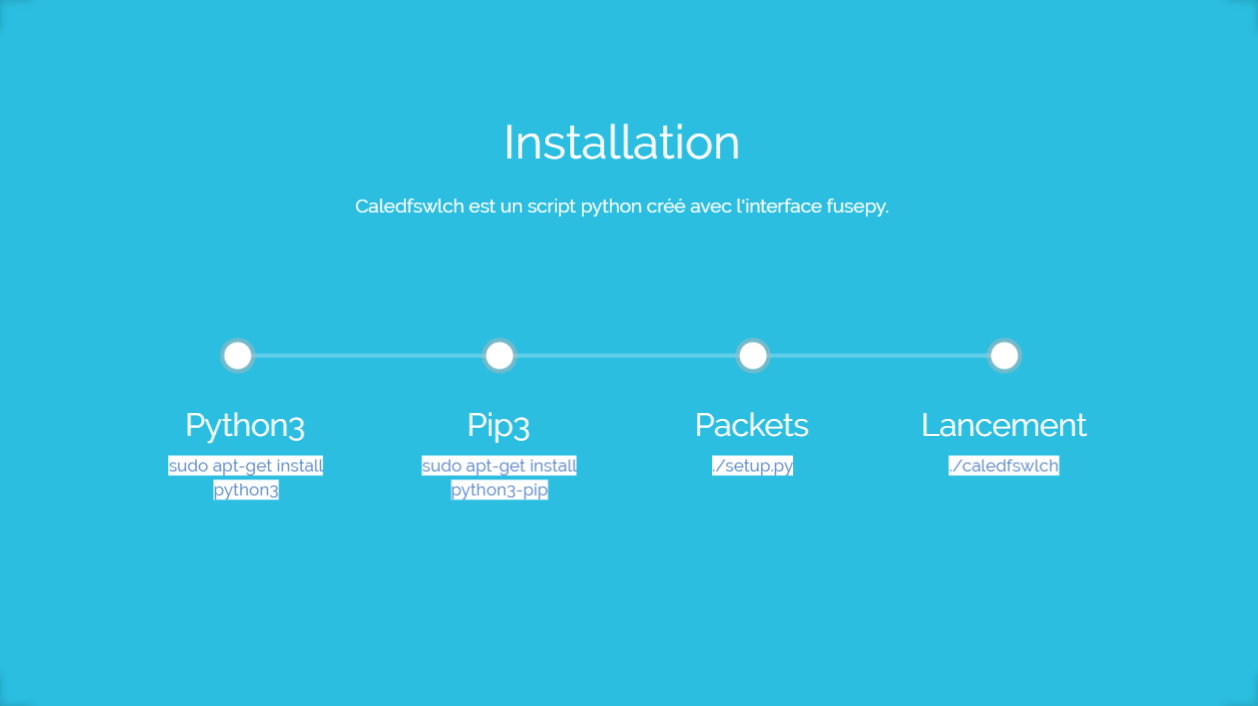 Installation
Caledfswlch est un script python créé avec l'interface fusepy.
Python3
sudo apt-get install
python3
Pip3
sudo apt-get install
python3-pip
Packets
./setup.py
Lancement
./caledfswlch